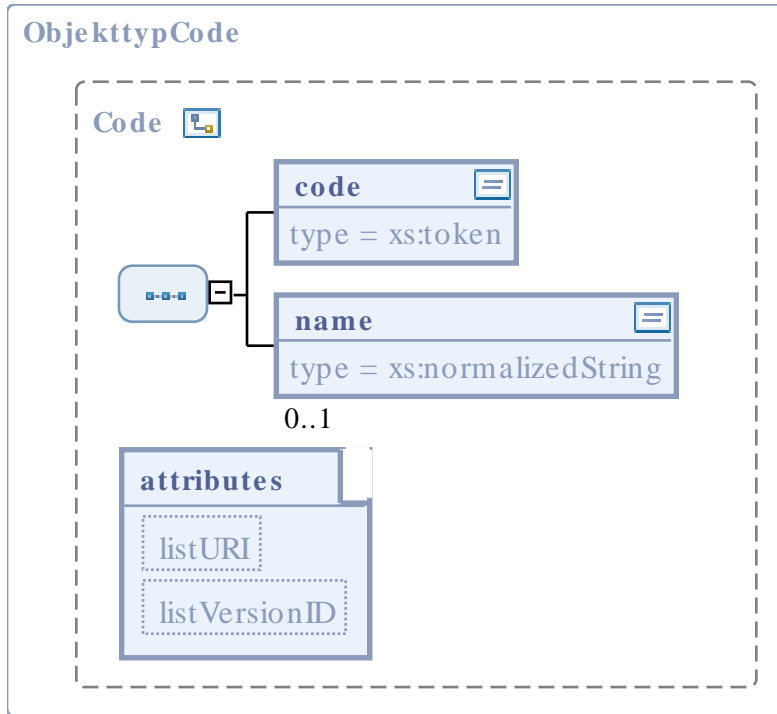 ObjekttypCode
Code
code
type = xs:token
name
type = xs:normalizedString
0..1
attributes
listURI
listVersionID